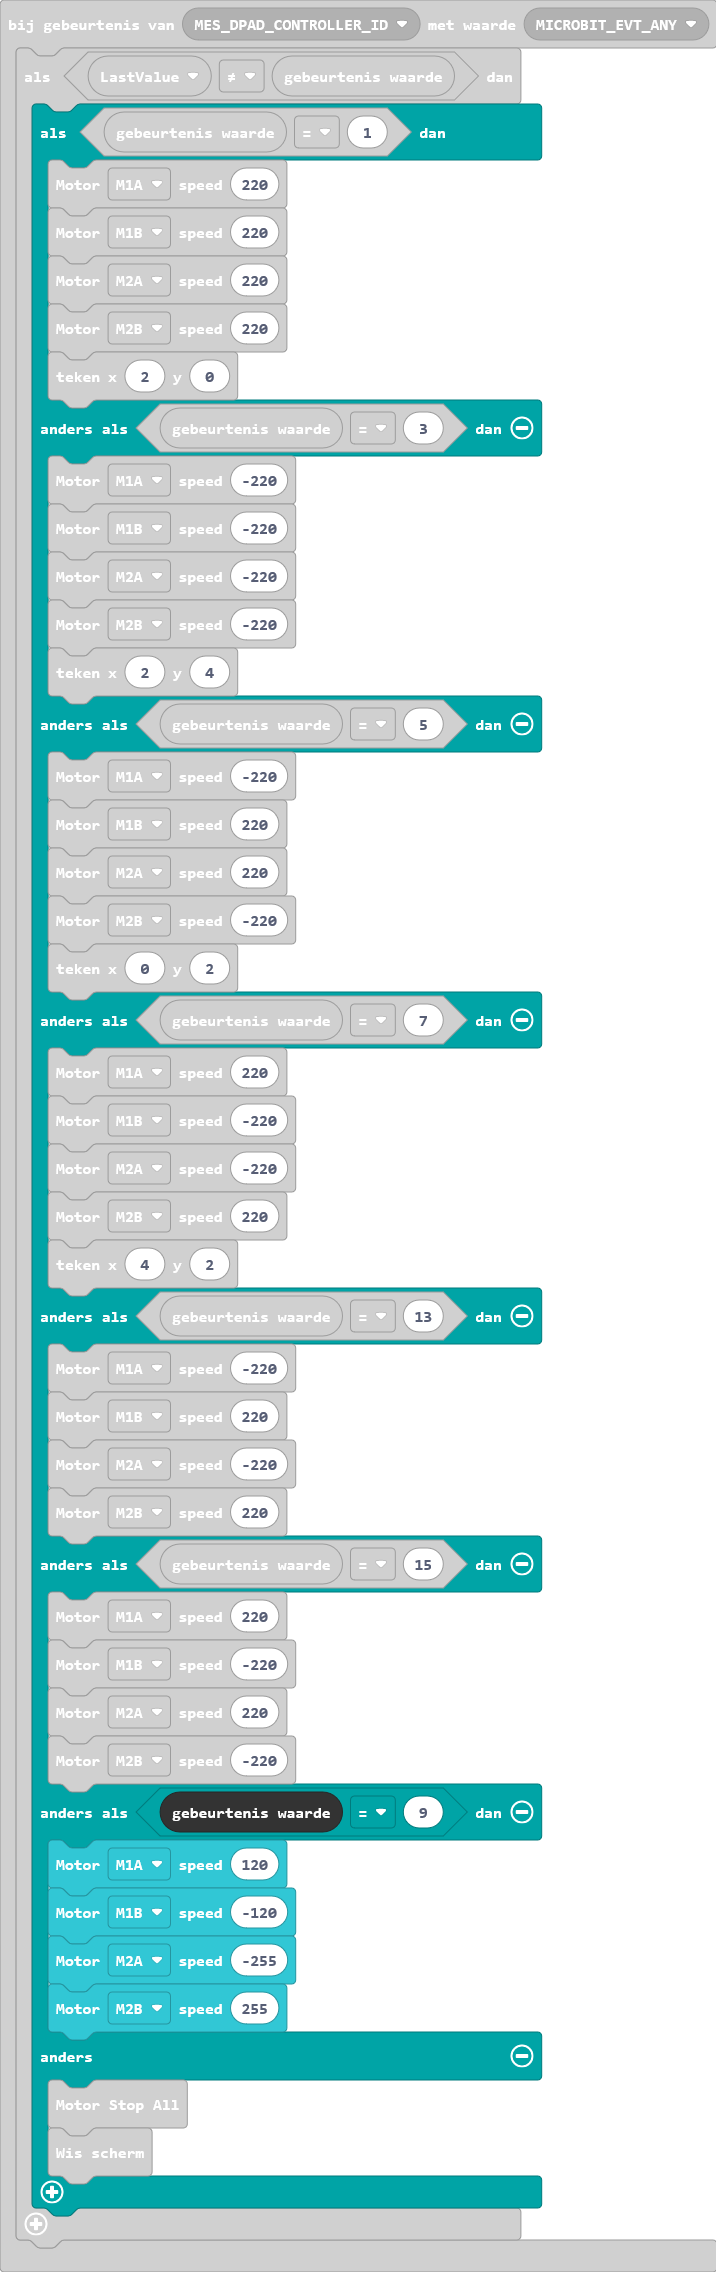 bij gebeurtenis van MES_DPAD_CONTROLLER_ID met waarde MICROBIT_EVT_ANY
als LastValue ≠ gebeurtenis waarde dan
als gebeurtenis waarde = 1 dan
Motor M1A speed 220
Motor M1B speed 220
Motor M2A speed 220
Motor M2B speed 220
teken x 2 y 0
anders als gebeurtenis waarde = 3 dan
Motor M1A speed -220
Motor M1B speed -220
Motor M2A speed -220
Motor M2B speed -220
teken x 2 y 4
anders als gebeurtenis waarde = 5 dan
Motor M1A speed -220
Motor M1B speed 220
Motor M2A speed 220
Motor M2B speed -220
teken x 0 y 2
anders als gebeurtenis waarde = 7 dan
Motor M1A speed 220
Motor M1B speed -220
Motor M2A speed -220
Motor M2B speed 220
teken x 4 y 2
anders als gebeurtenis waarde = 13 dan
Motor M1A speed -220
Motor M1B speed 220
Motor M2A speed -220
Motor M2B speed 220
anders als gebeurtenis waarde = 15 dan
Motor M1A speed 220
Motor M1B speed -220
Motor M2A speed 220
Motor M2B speed -220
anders als gebeurtenis waarde = 9 dan
Motor M1A speed 120
Motor M1B speed -120
Motor M2A speed -255
Motor M2B speed 255
anders
Motor Stop All
Wis scherm